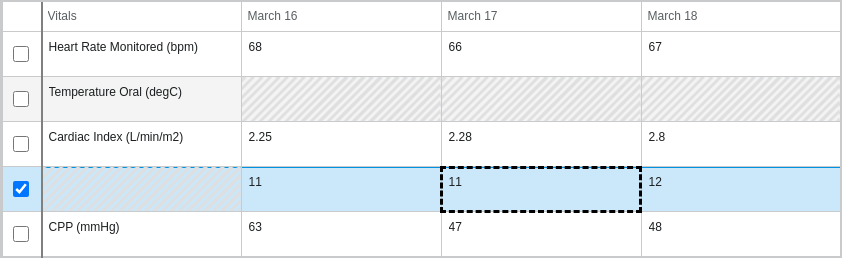 Vitals March 16 March 17 March 18
Heart Rate Monitored (bpm) 68 66 67
Temperature Oral (degC)
Cardiac Index (L/min/m2) 2.25 2.28 2.8
11 11 12
CPP (mmHg) 63 47 48